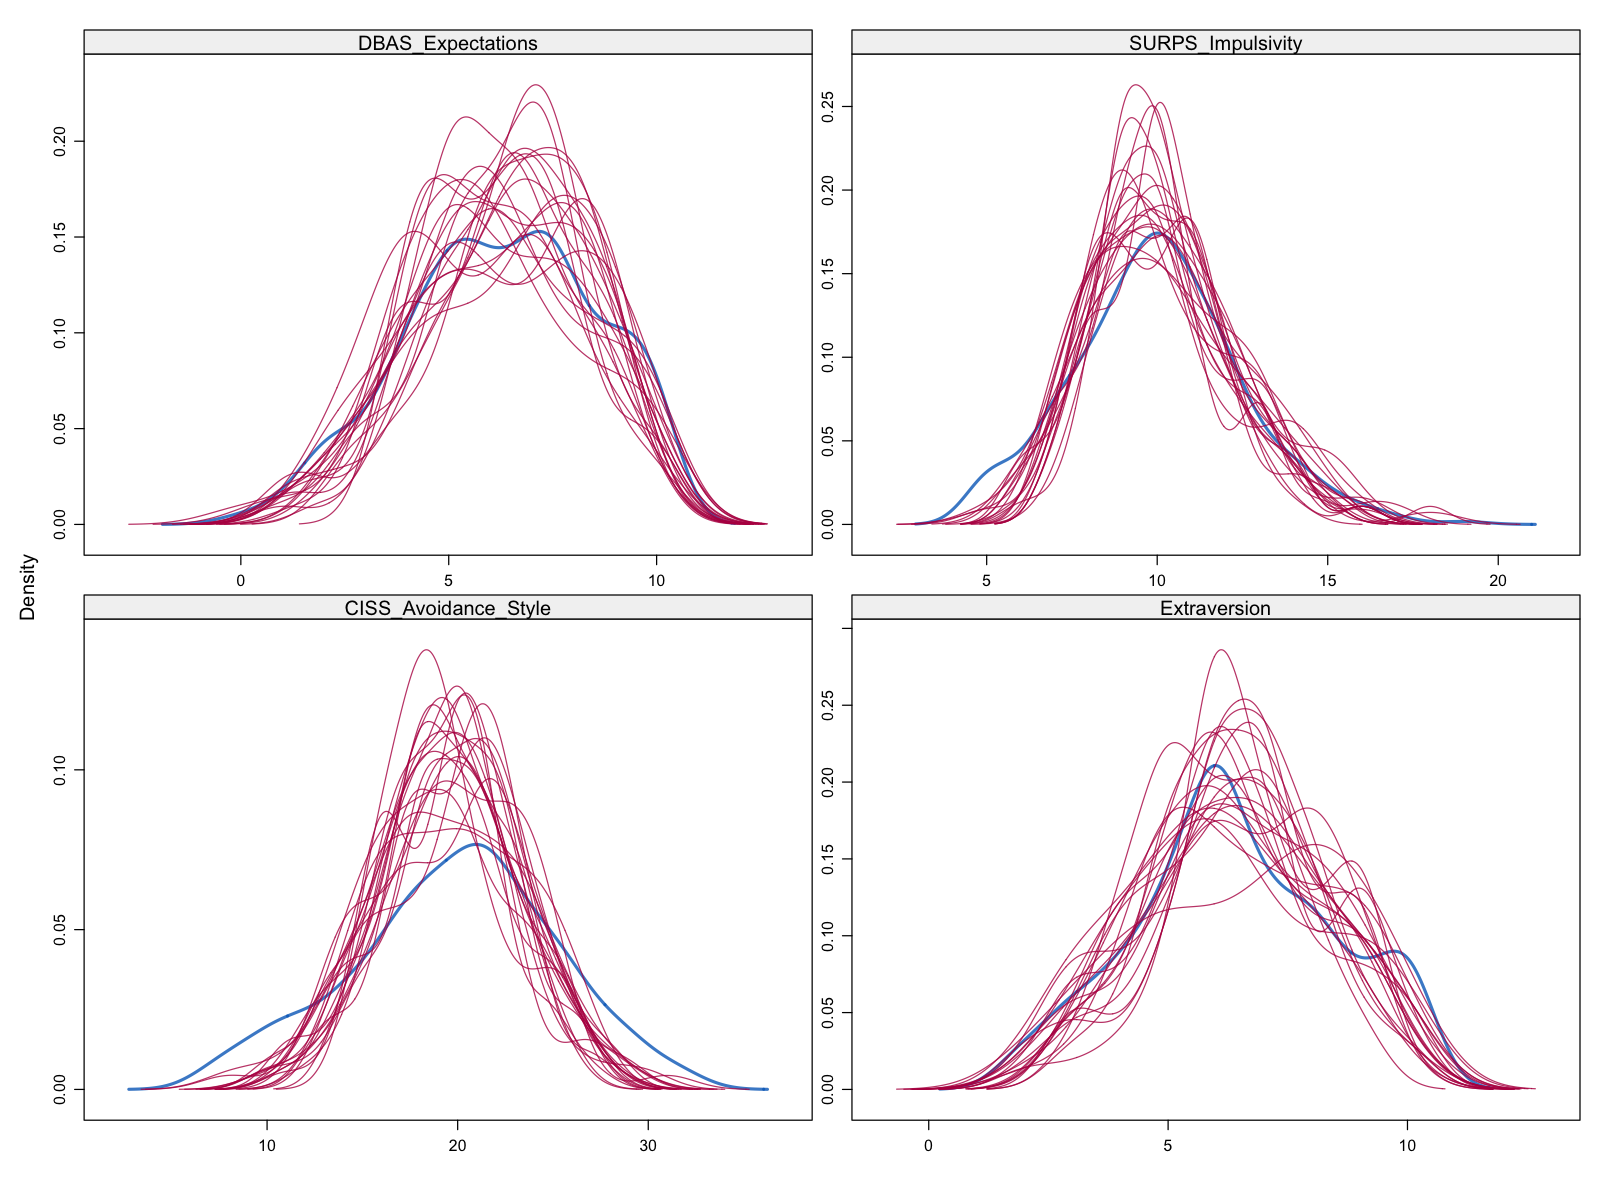 DBAS_Expectations
SURPS_Impulsivity
0.00 0.05 0.10 0.15 0.20
0.00 0.05 0.10 0.15 0.20 0.25
0 5 10
5 10 15 20
Density
CISS_Avoidance_Style
Extraversion
0.00 0.05 0.10
0.00 0.05 0.10 0.15 0.20 0.25
10 20 30
0 5 10